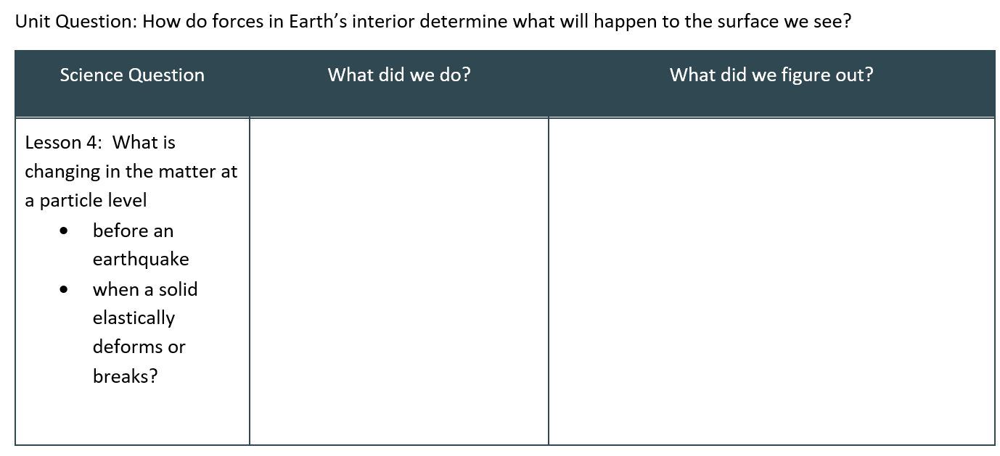 Unit Question: How do forces in Earth’s interior determine what will happen to the surface we see?
Science Question
What did we do?
What did we figure out?
Lesson 4:  What is
changing in the matter at
a particle level
• before an
earthquake
• when a solid
elastically
deforms or
breaks?